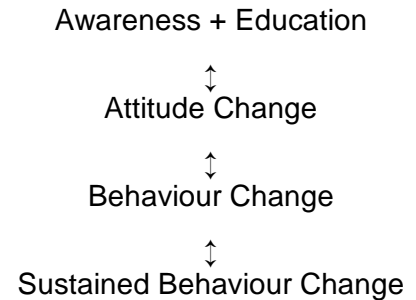 Awareness + Education
↕
Attitude Change
↕
Behaviour Change
↕
Sustained Behaviour Change